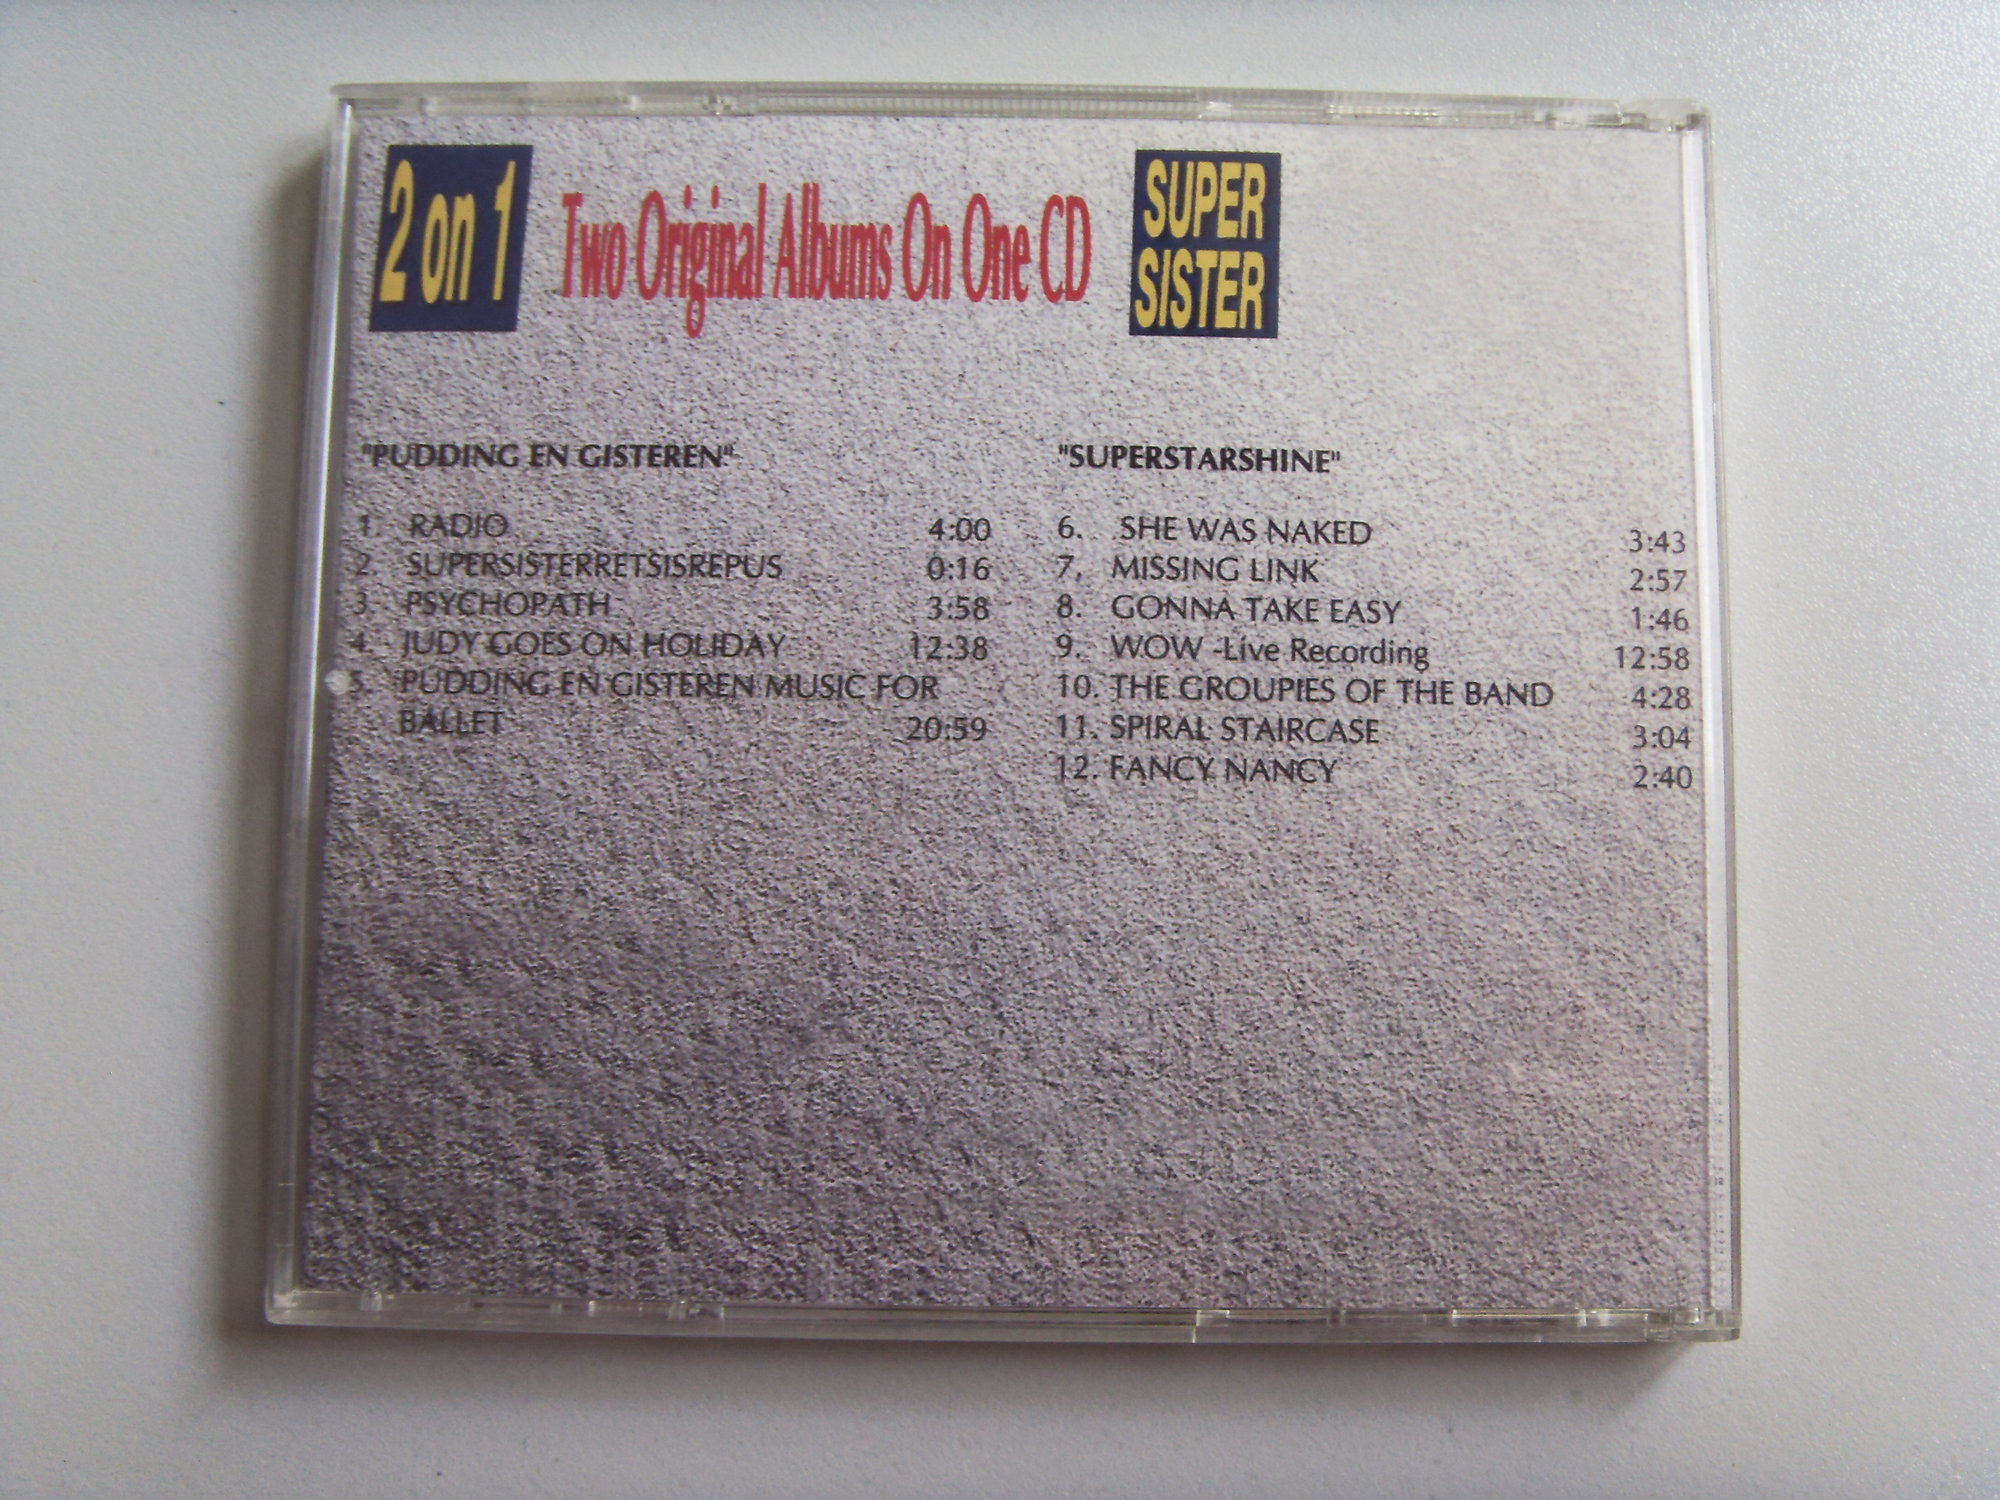 2 on 1
Two Original Albums On One CD
SUPER
SISTER
"PUDDING EN GISTEREN"
1. RADIO 4:00
2. SUPERSISTERRETSISREPUS 0:16
3. PSYCHOPATH 3:58
4. JUDY GOES ON HOLIDAY 12:38
5. PUDDING EN GISTEREN MUSIC FOR
BALLET 20:59
"SUPERSTARSHINE"
6. SHE WAS NAKED 3:43
7. MISSING LINK 2:57
8. GONNA TAKE EASY 1:46
9. WOW -Live Recording 12:58
10. THE GROUPIES OF THE BAND 4:28
11. SPIRAL STAIRCASE 3:04
12. FANCY NANCY 2:40